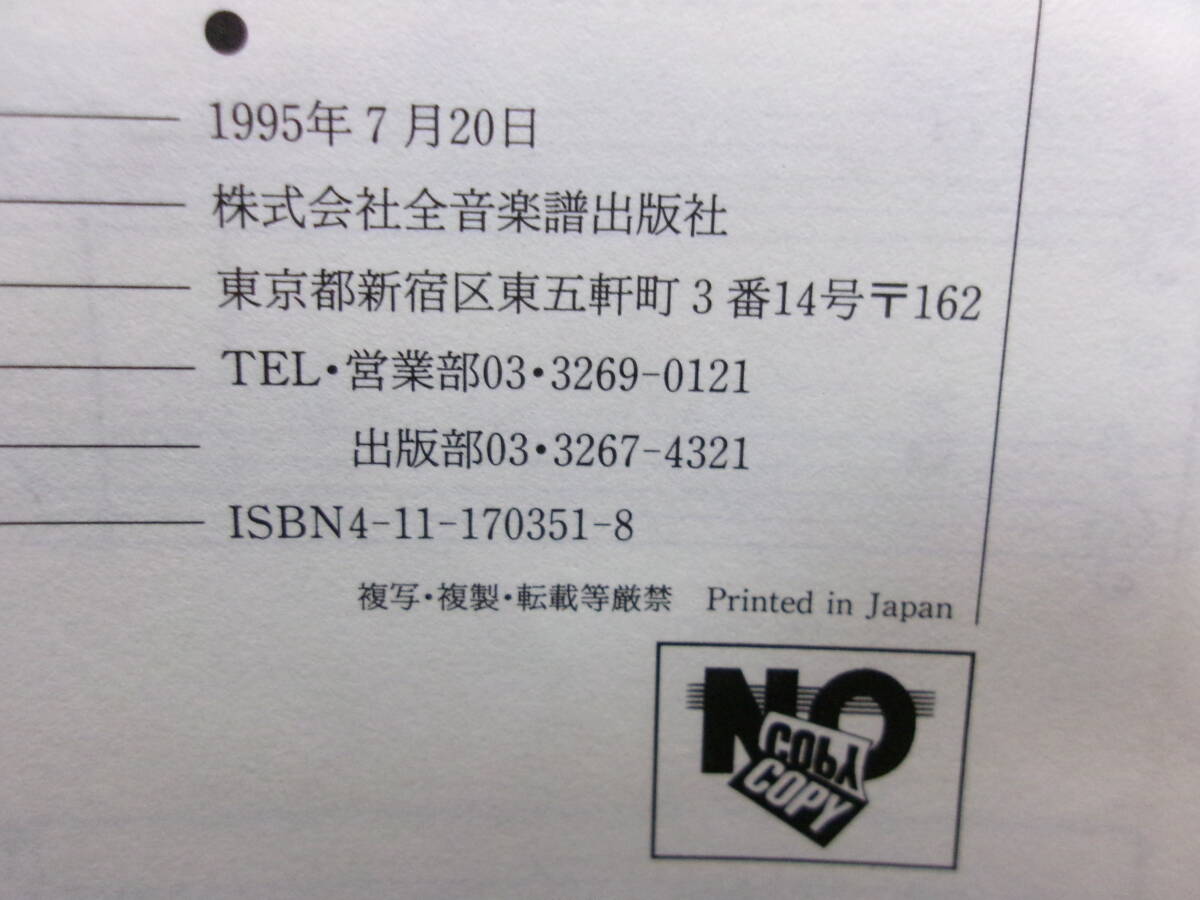 1995年7月20日
株式会社全音楽譜出版社
東京都新宿区東五軒町3番14号〒162
TEL・営業部03・3269-0121
出版部03・3267-4321
ISBN4-11-170351-8
複写・複製・転載等厳禁 Printed in Japan
NO
COPY
COPY